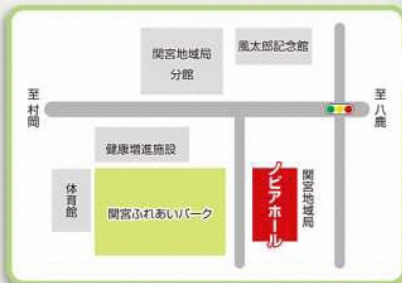 関宮地域局
分館
風太郎記念館
至村岡
至八鹿
健康増進施設
体育館
関宮ふれあいパーク
ノビアホール
関宮地域局